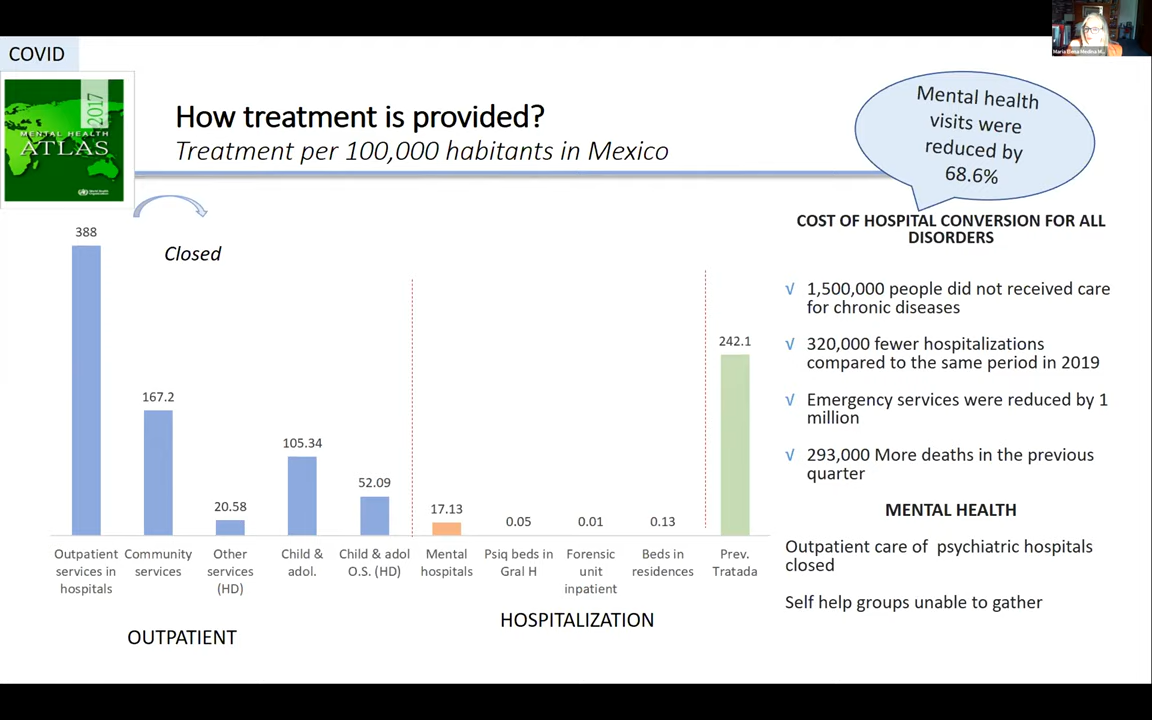 COVID
2017
MENTAL HEALTH
ATLAS
World Health
Organization
How treatment is provided?
Treatment per 100,000 habitants in Mexico
Mental health
visits were
reduced by
68.6%
Closed
388
167.2
20.58
105.34
52.09
17.13
0.05
0.01
0.13
242.1
Outpatient
services in
hospitals
Community
services
Other
services
(HD)
Child &
adol.
Child & adol
O.S. (HD)
Mental
hospitals
Psiq beds in
Gral H
Forensic
unit
inpatient
Beds in
residences
Prev.
Tratada
OUTPATIENT
HOSPITALIZATION
COST OF HOSPITAL CONVERSION FOR ALL
DISORDERS
√ 1,500,000 people did not received care
for chronic diseases
√ 320,000 fewer hospitalizations
compared to the same period in 2019
√ Emergency services were reduced by 1
million
√ 293,000 More deaths in the previous
quarter
MENTAL HEALTH
Outpatient care of psychiatric hospitals
closed
Self help groups unable to gather